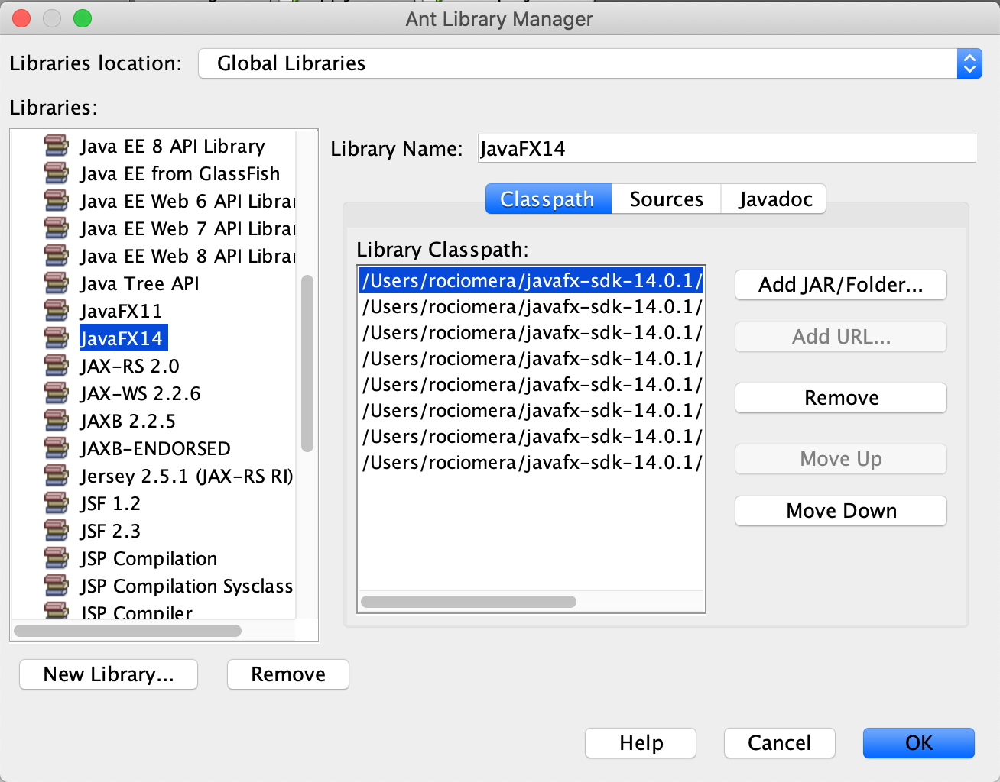 Ant Library Manager
Libraries location:
Global Libraries
Libraries:
Java EE 8 API Library
Java EE from GlassFish
Java EE Web 6 API Librar
Java EE Web 7 API Librar
Java EE Web 8 API Librar
Java Tree API
JavaFX11
JavaFX14
JAX-RS 2.0
JAX-WS 2.2.6
JAXB 2.2.5
JAXB-ENDORSED
Jersey 2.5.1 (JAX-RS RI)
JSF 1.2
JSF 2.3
JSP Compilation
JSP Compilation Sysclass
JSP Compiler
New Library...
Remove
Library Name:
JavaFX14
Classpath
Sources
Javadoc
Library Classpath:
/Users/rociomera/javafx-sdk-14.0.1/
/Users/rociomera/javafx-sdk-14.0.1/
/Users/rociomera/javafx-sdk-14.0.1/
/Users/rociomera/javafx-sdk-14.0.1/
/Users/rociomera/javafx-sdk-14.0.1/
/Users/rociomera/javafx-sdk-14.0.1/
/Users/rociomera/javafx-sdk-14.0.1/
/Users/rociomera/javafx-sdk-14.0.1/
Add JAR/Folder...
Add URL...
Remove
Move Up
Move Down
Help
Cancel
OK